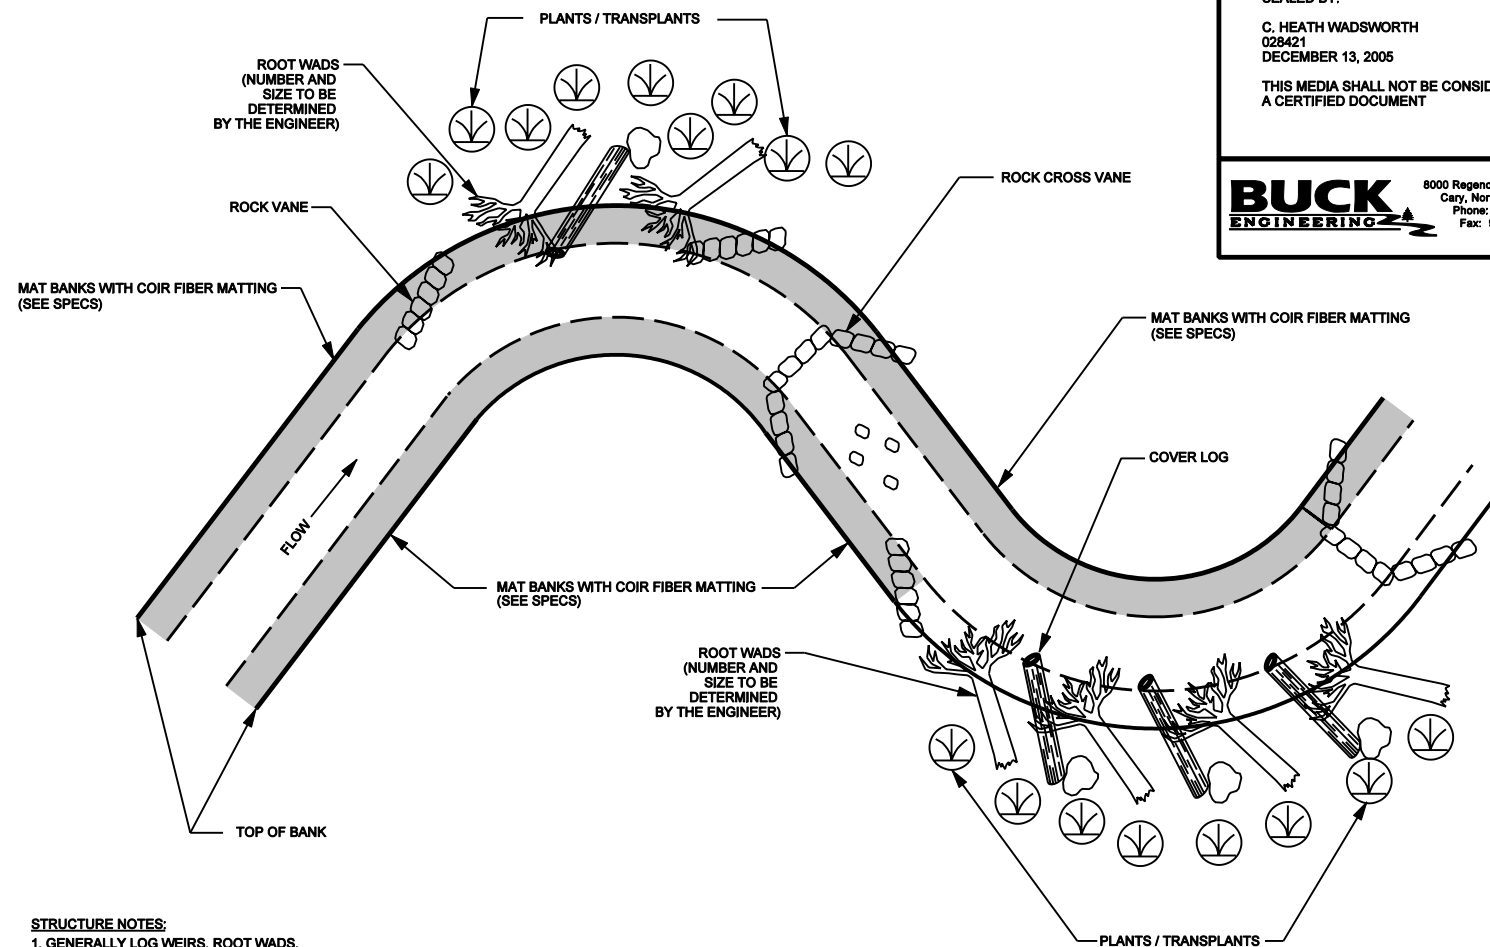 PLANTS / TRANSPLANTS
C. HEATH WADSWORTH
028421
DECEMBER 13, 2005
THIS MEDIA SHALL NOT BE
A CERTIFIED DOCUMENT
BUCK
ENGINEERING
8000
Cary,
Phone:
Fax:
ROOT WADS
(NUMBER AND
SIZE TO BE
DETERMINED
BY THE ENGINEER)
ROCK VANE
ROCK CROSS VANE
MAT BANKS WITH COIR FIBER MATTING
(SEE SPECS)
MAT BANKS WITH COIR FIBER MATTING
(SEE SPECS)
COVER LOG
FLOW
MAT BANKS WITH COIR FIBER MATTING
(SEE SPECS)
ROOT WADS
(NUMBER AND
SIZE TO BE
DETERMINED
BY THE ENGINEER)
TOP OF BANK
PLANTS / TRANSPLANTS
STRUCTURE NOTES:
1. GENERALLY LOG WEIRS, ROOT WADS,